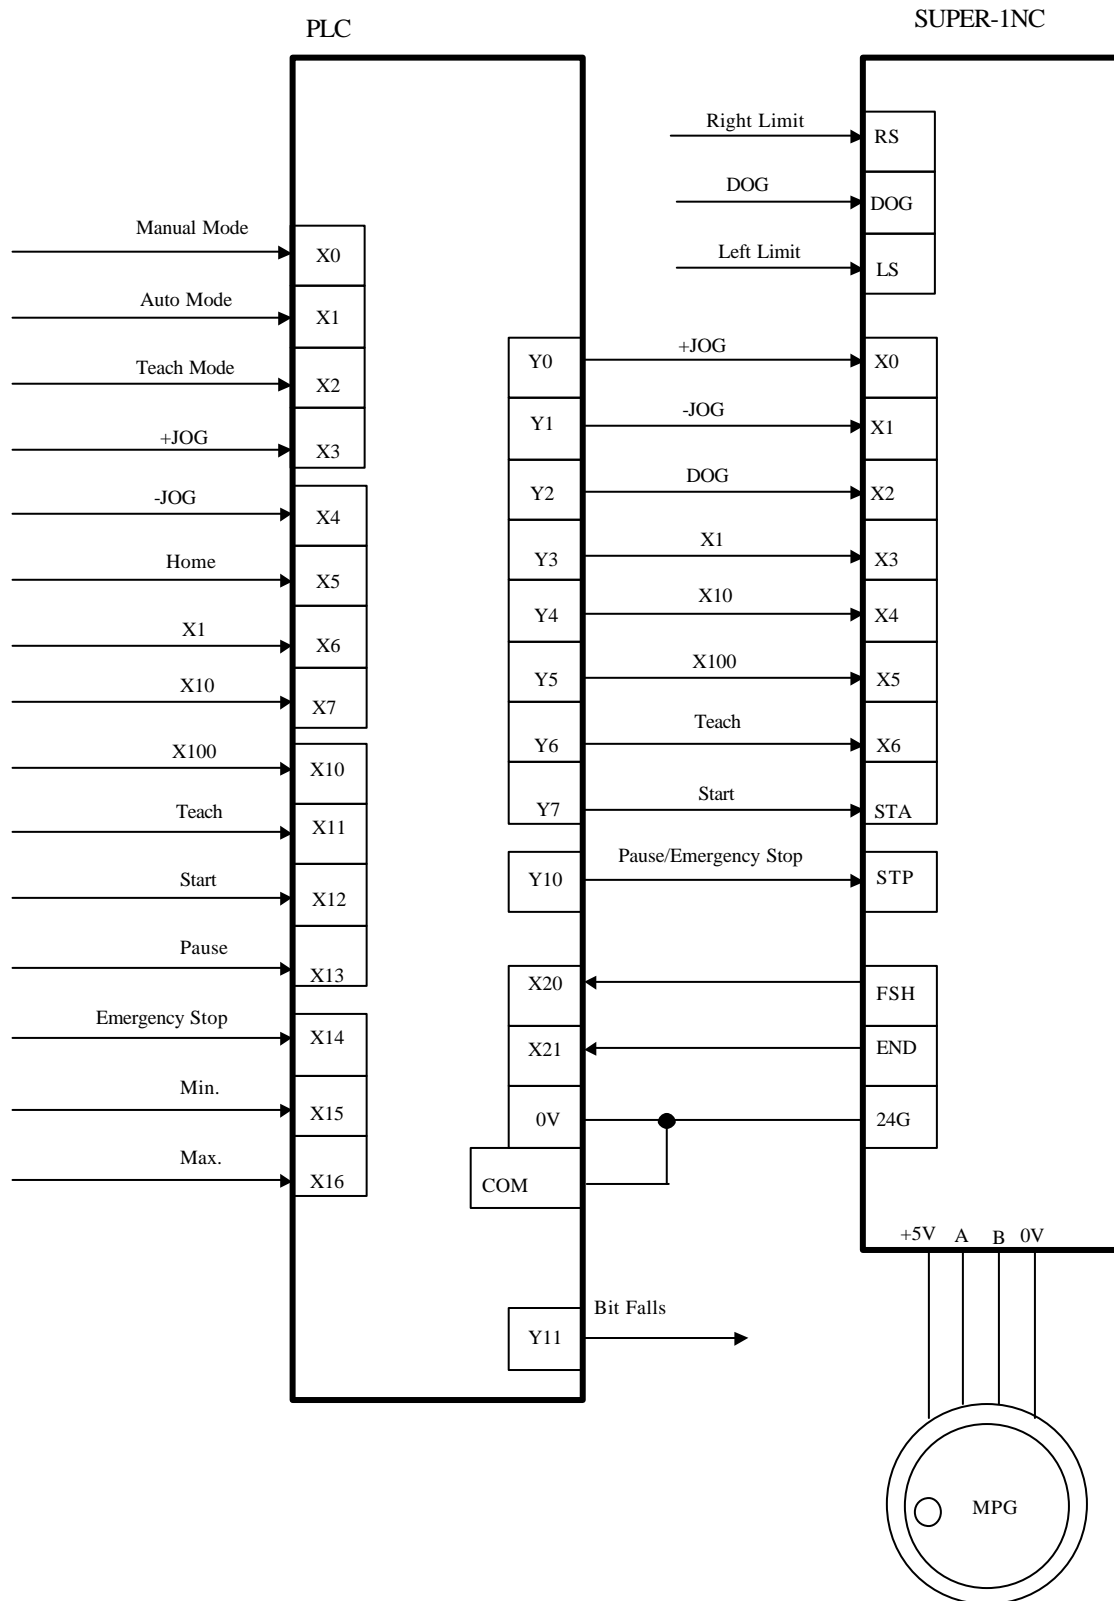 PLC
SUPER-1NC
Right Limit
RS
DOG
DOG
Left Limit
LS
Manual Mode
X0
Auto Mode
X1
Teach Mode
X2
+JOG
X3
-JOG
X4
Home
X5
X1
X6
X10
X7
X100
X10
Teach
X11
Start
X12
Pause
X13
Emergency Stop
X14
Min.
X15
Max.
X16
Y0
+JOG
X0
Y1
-JOG
X1
Y2
DOG
X2
Y3
X1
X3
Y4
X10
X4
Y5
X100
X5
Y6
Teach
X6
Y7
Start
STA
Y10
Pause/Emergency Stop
STP
X20
FSH
X21
END
0V
24G
COM
Y11
Bit Falls
+5V A B 0V
MPG